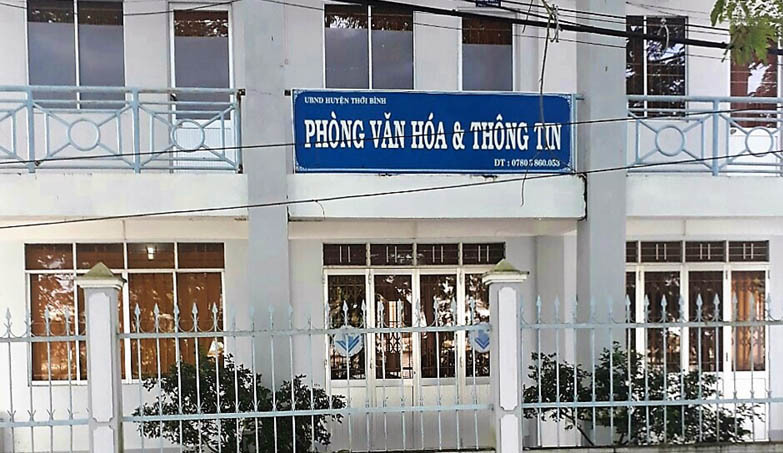 UBND HUYỆN THỚI BÌNH
PHÒNG VĂN HÓA & THÔNG TIN
ĐT : 0780 3 860.053